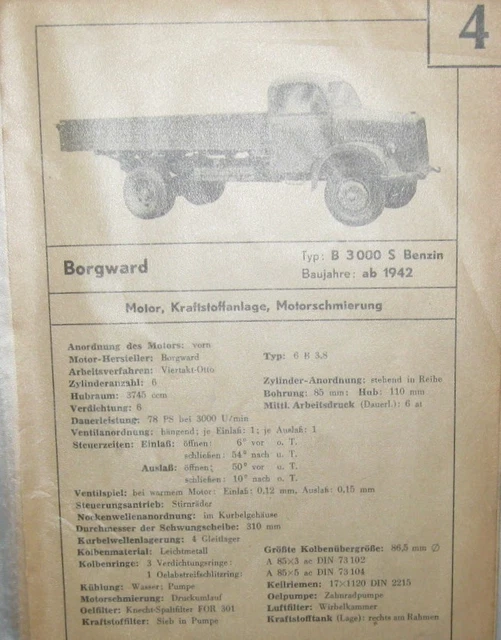 4
Borgward
Typ: B 3000 S Benzin
Baujahre: ab 1942
Motor, Kraftstoffanlage, Motorschmierung
Anordnung des Motors: vorn
Motor-Hersteller: Borgward Typ: 6 B 3,8
Arbeitsverfahren: Viertakt-Otto
Zylinderanzahl: 6 Zylinder-Anordnung: stehend in Reihe
Hubraum: 3745 ccm Bohrung: 85 mm; Hub: 110 mm
Verdichtung: 6 Mittl. Arbeitsdruck (Dauerl.): 6 at
Dauerleistung: 78 PS bei 3000 U/min
Ventilanordnung: hängend; je Einlaß: 1; je Auslaß: 1
Steuerzeiten: Einlaß: öffnen: 6° vor o. T.
schließen: 54° nach u. T.
Auslaß: öffnen: 50° vor u. T.
schließen: 10° nach o. T.
Ventilspiel: bei warmem Motor: Einlaß: 0,12 mm, Auslaß: 0,15 mm
Steuerungsantrieb: Stirnräder
Nockenwellenanordnung: im Kurbelgehäuse
Durchmesser der Schwungscheibe: 310 mm
Kurbelwellenlagerung: 4 Gleitlager
Kolbenmaterial: Leichtmetall Größte Kolbenübergröße: 86,5 mm ∅
Kolbenringe: 3 Verdichtungsringe: A 85×3 ac DIN 73 102
1 Oelabstreifschlitzring: A 85×5 ac DIN 73 104
Kühlung: Wasser; Pumpe Keilriemen: 17×1120 DIN 2215
Motorschmierung: Druckumlauf Oelpumpe: Zahnradpumpe
Oelfilter: Knecht-Spaltfilter FOR 301 Luftfilter: Wirbelkammer
Kraftstoffilter: Sieb in Pumpe Kraftstofftank (Lage): rechts am Rahmen